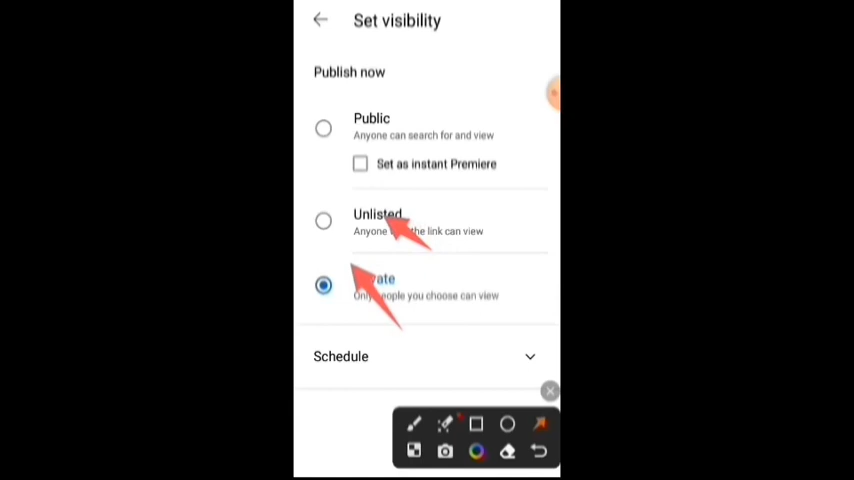 Set visibility
Publish now
Public
Anyone can search for and view
Set as instant Premiere
Unlisted
Anyone the link can view
Only people you choose can view
Schedule